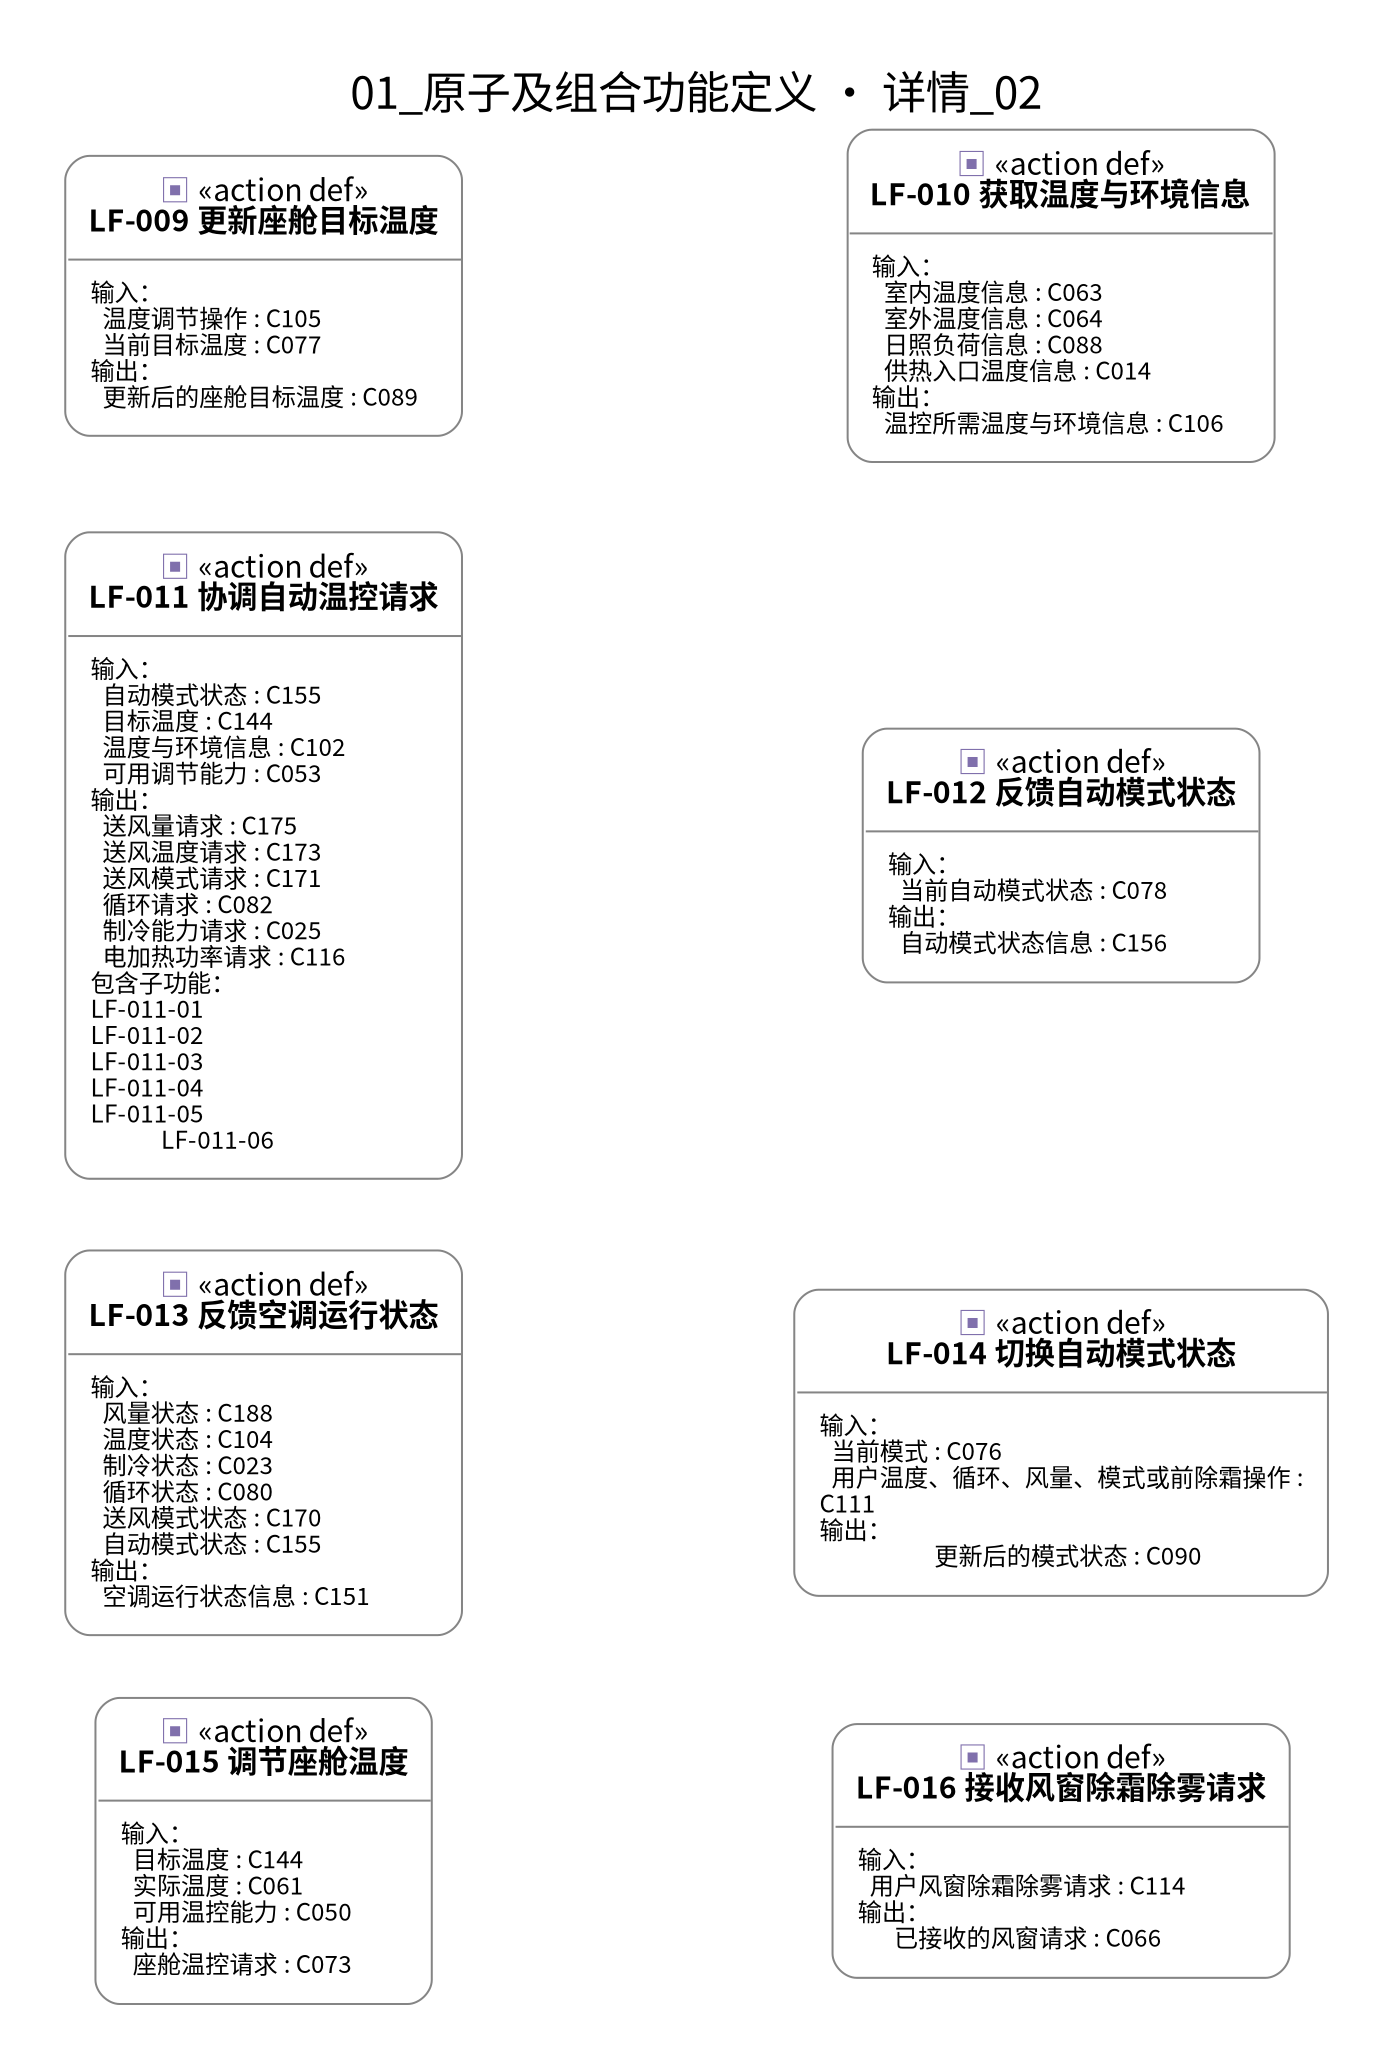 01_原子及组合功能定义 · 详情_02
«action def»
LF-009 更新座舱目标温度
输入：
温度调节操作 : C105
当前目标温度 : C077
输出：
更新后的座舱目标温度 : C089
«action def»
LF-010 获取温度与环境信息
输入：
室内温度信息 : C063
室外温度信息 : C064
日照负荷信息 : C088
供热入口温度信息 : C014
输出：
温控所需温度与环境信息 : C106
«action def»
LF-011 协调自动温控请求
输入：
自动模式状态 : C155
目标温度 : C144
温度与环境信息 : C102
可用调节能力 : C053
输出：
送风量请求 : C175
送风温度请求 : C173
送风模式请求 : C171
循环请求 : C082
制冷能力请求 : C025
电加热功率请求 : C116
包含子功能：
LF-011-01
LF-011-02
LF-011-03
LF-011-04
LF-011-05
LF-011-06
«action def»
LF-012 反馈自动模式状态
输入：
当前自动模式状态 : C078
输出：
自动模式状态信息 : C156
«action def»
LF-013 反馈空调运行状态
输入：
风量状态 : C188
温度状态 : C104
制冷状态 : C023
循环状态 : C080
送风模式状态 : C170
自动模式状态 : C155
输出：
空调运行状态信息 : C151
«action def»
LF-014 切换自动模式状态
输入：
当前模式 : C076
用户温度、循环、风量、模式或前除霜操作 :
C111
输出：
更新后的模式状态 : C090
«action def»
LF-015 调节座舱温度
输入：
目标温度 : C144
实际温度 : C061
可用温控能力 : C050
输出：
座舱温控请求 : C073
«action def»
LF-016 接收风窗除霜除雾请求
输入：
用户风窗除霜除雾请求 : C114
输出：
已接收的风窗请求 : C066